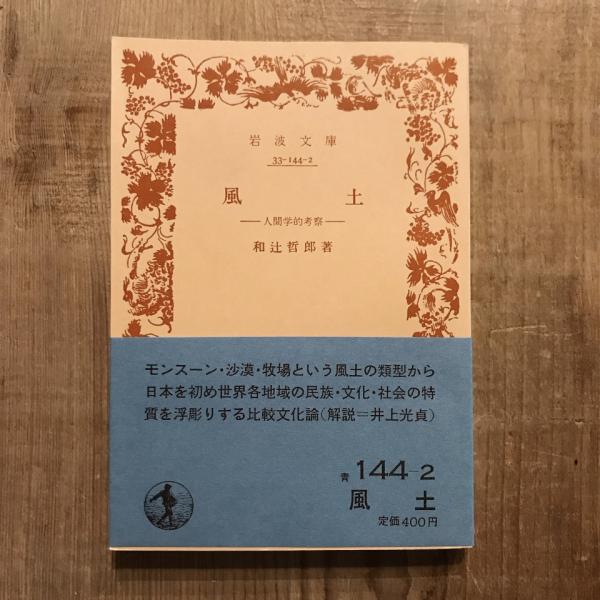 岩波文庫
33-144-2
風土
——人間学的考察——
和辻哲郎著
モンスーン・沙漠・牧場という風土の類型から
日本を初め世界各地域の民族・文化・社会の特
質を浮彫りする比較文化論(解説＝井上光貞)
青 144-2
風土
定価400円